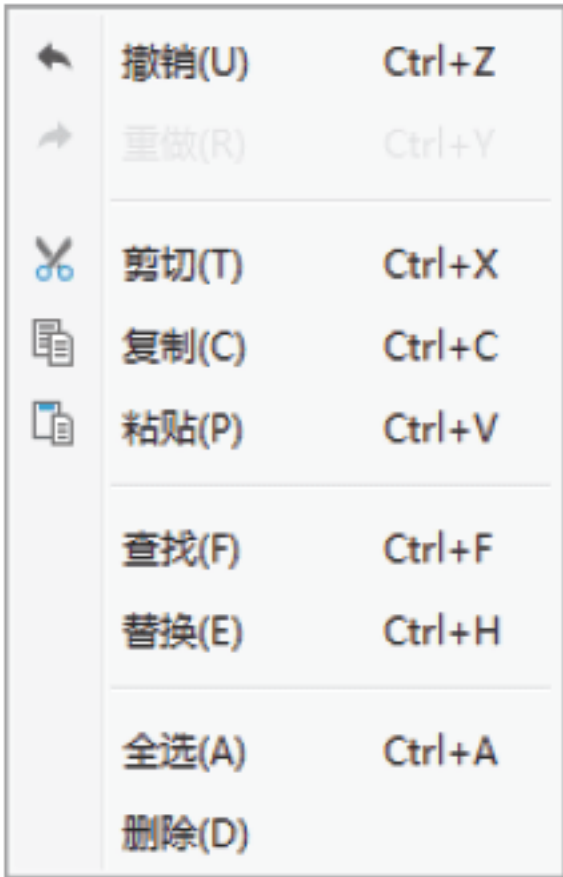 撤销(U) Ctrl+Z
重做(R) Ctrl+Y
剪切(T) Ctrl+X
复制(C) Ctrl+C
粘贴(P) Ctrl+V
查找(F) Ctrl+F
替换(E) Ctrl+H
全选(A) Ctrl+A
删除(D)